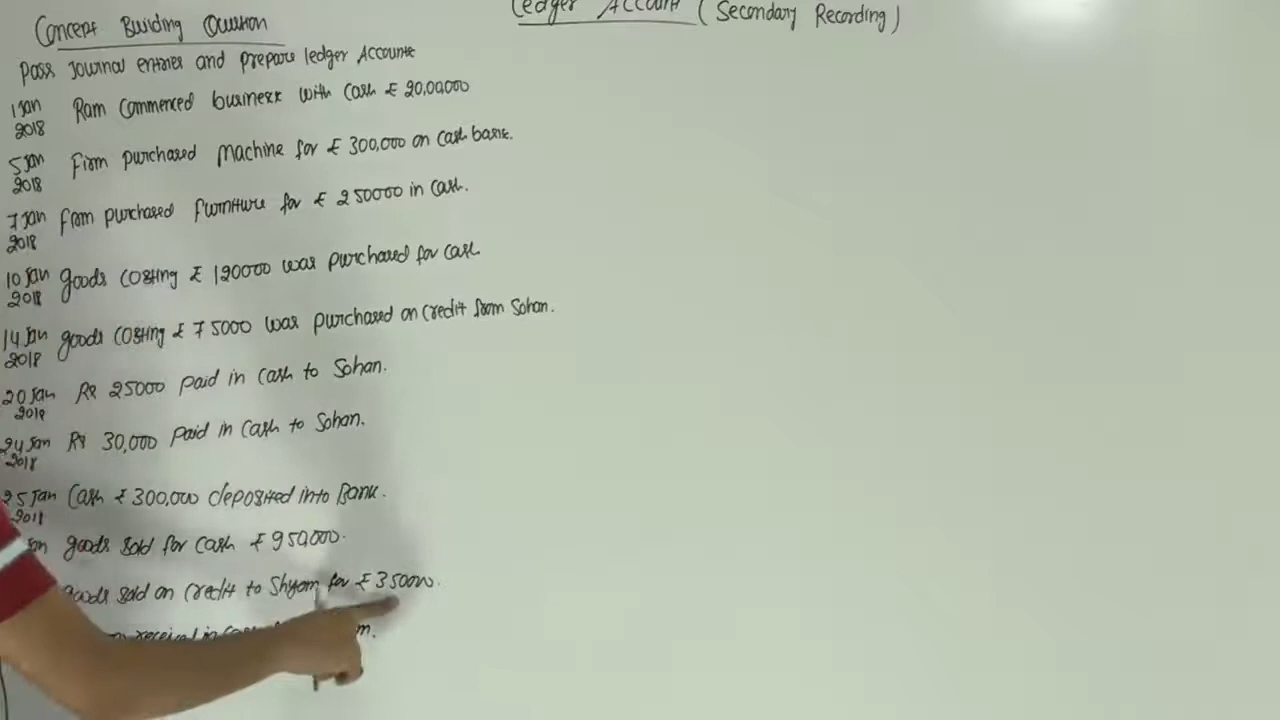 Concept Building Question
Ledger Account (Secondary Recording)
Pass Journal entries and prepare ledger Accounts
1 Jan 2018 Ram Commenced business with Cash ₹ 20,00,000
5 Jan 2018 Firm purchased Machine for ₹ 300,000 on cash basis.
7 Jan 2018 firm purchased furniture for ₹ 250000 in cash.
10 Jan 2018 goods costing ₹ 120000 was purchased for cash
14 Jan 2018 goods costing ₹ 75000 was purchased on credit from Sohan.
20 Jan 2018 Rs 25000 paid in cash to Sohan.
24 Jan 2018 Rs 30,000 paid in cash to Sohan.
25 Jan 2018 Cash ₹ 300,000 deposited into Bank.
goods sold for cash ₹ 950,000.
goods sold on credit to Shyam for ₹ 35000.
received in